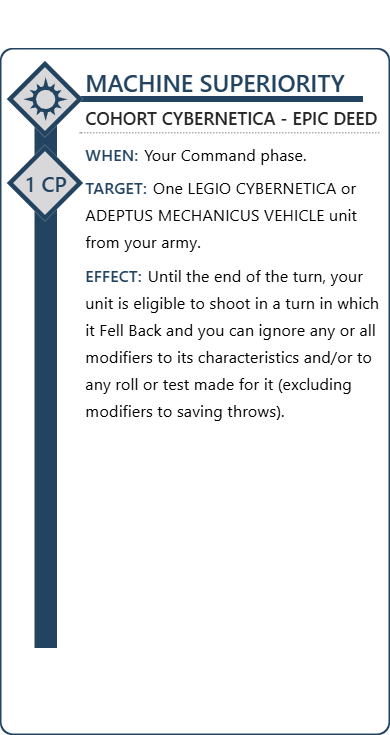 MACHINE SUPERIORITY
COHORT CYBERNETICA - EPIC DEED
1 CP
WHEN: Your Command phase.
TARGET: One LEGIO CYBERNETICA or
ADEPTUS MECHANICUS VEHICLE unit
from your army.
EFFECT: Until the end of the turn, your
unit is eligible to shoot in a turn in which
it Fell Back and you can ignore any or all
modifiers to its characteristics and/or to
any roll or test made for it (excluding
modifiers to saving throws).